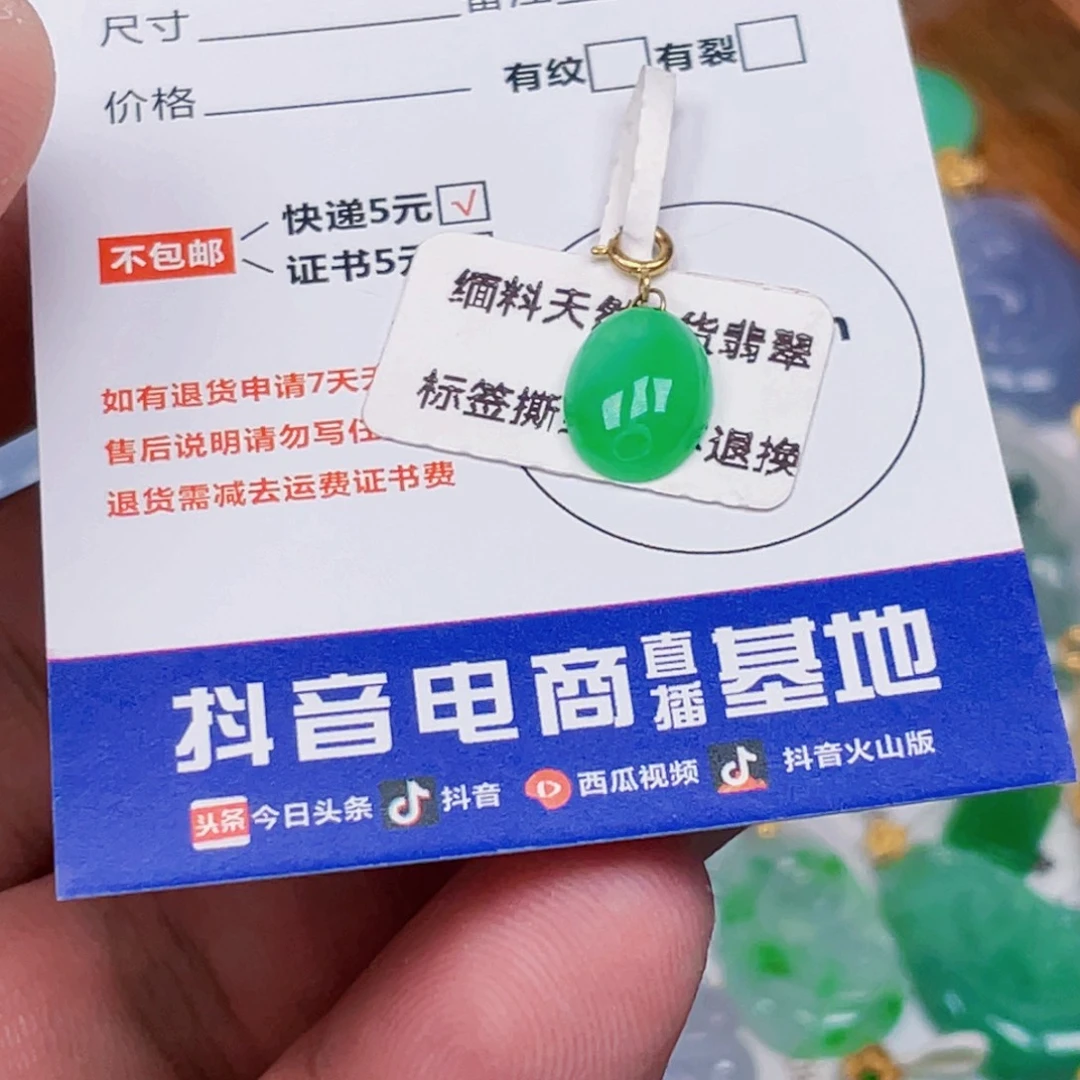 尺寸
价格
有纹 有裂
不包邮
快递5元 √
证书5元
缅料天然 货翡翠
标签撕 退换
如有退货申请7天
售后说明请勿写
退货需减去运费证书费
抖音电商直播基地
头条 今日头条 抖音 西瓜视频 抖音火山版